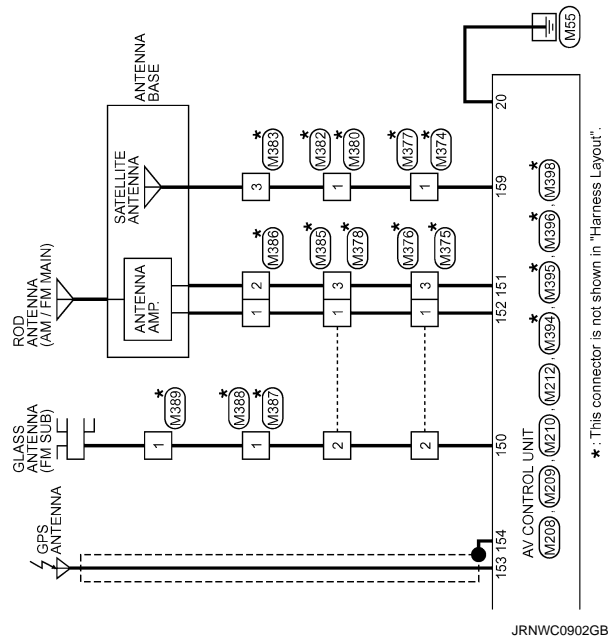 GPS
ANTENNA
GLASS
ANTENNA
(FM SUB)
ROD
ANTENNA
(AM / FM MAIN)
ANTENNA
BASE
ANTENNA
AMP.
SATELLITE
ANTENNA
1
*
M389
1
2
*
M386
3
*
M383
1
*
M388
*
M387
1
3
*
M385
*
M378
1
*
M382
*
M380
2
1
3
*
M376
*
M375
1
*
M377
*
M374
2
153 154
150
152 151
159
20
M55
AV CONTROL UNIT
M208 , M209 , M210 , M212 , *M394 , *M395 , *M396 , *M398
* : This connector is not shown in "Harness Layout".
JRNWC0902GB